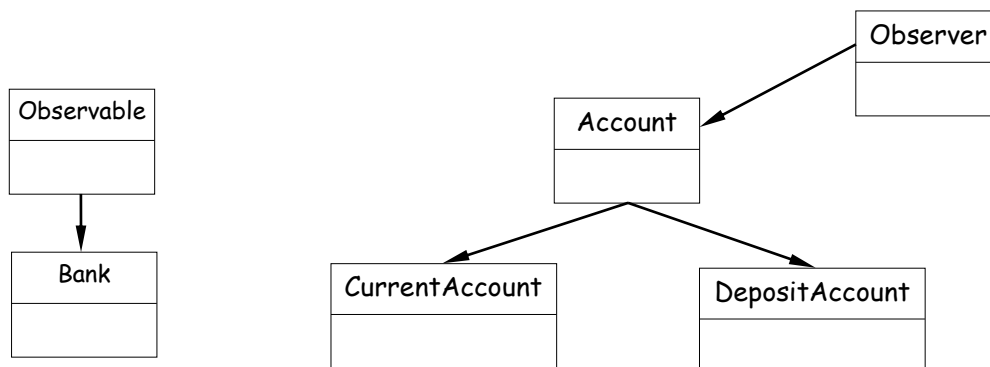 Observer
Observable
Account
Bank
CurrentAccount
DepositAccount